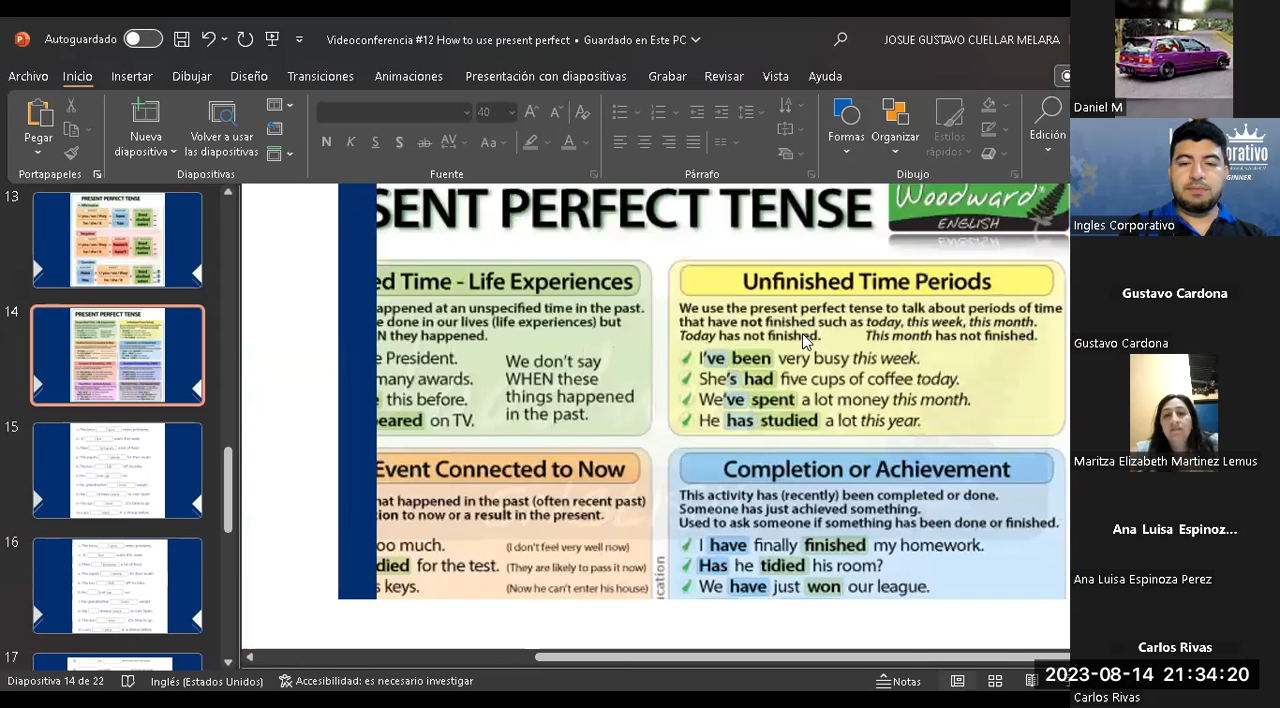 Autoguardado
Videoconferencia #12 How to use present perfect • Guardado en Este PC
JOSUE GUSTAVO CUELLAR MELARA
Archivo Inicio Insertar Dibujar Diseño Transiciones Animaciones Presentación con diapositivas Grabar Revisar Vista Ayuda
Pegar
Nueva diapositiva
Volver a usar las diapositivas
40
N K S S ab AV Aa A
Formas
Organizar
Estilos rápidos
Edición
Portapapeles
Diapositivas
Fuente
Párrafo
Dibujo
13
PRESENT PERFECT TENSE
14
15
16
17
SENT PERFECT TENSE
Woodward
ENGLISH
ed Time - Life Experiences
appened at an unspecified time in the past.
e done in our lives (life experiences) but
N they happened.
e President.
many awards.
e this before.
eared on TV.
We don't say
when these
things happened
in the past.
Unfinished Time Periods
We use the present perfect tense to talk about periods of time
that have not finished such as today, this week, this month.
Today has not finished. This month has not finished.
I've been very busy this week.
She's had five cups of coffee today.
We've spent a lot money this month.
He has studied a lot this year.
Event Connected to Now
hat happened in the past (recent past)
tion to now or a result in the present.
oo much.
(I don't feel very well now)
died for the test.
(They are likely to pass it now)
s keys.
(Now he can't enter his house)
ication
Completion or Achievement
This activity has recently been completed or done.
Someone has just achieved something.
Used to ask someone if something has been done or finished.
I have finally finished my homework.
Has he tidied his room?
We have just won our league.
Diapositiva 14 de 22
Inglés (Estados Unidos)
Accesibilidad: es necesario investigar
Notas
Daniel M
orativo
GINNER
Ingles Corporativo
Gustavo Cardona
Gustavo Cardona
Maritza Elizabeth Martinez Lemus
Ana Luisa Espinoz...
Ana Luisa Espinoza Perez
Carlos Rivas
2023-08-14 21:34:20
Carlos Rivas